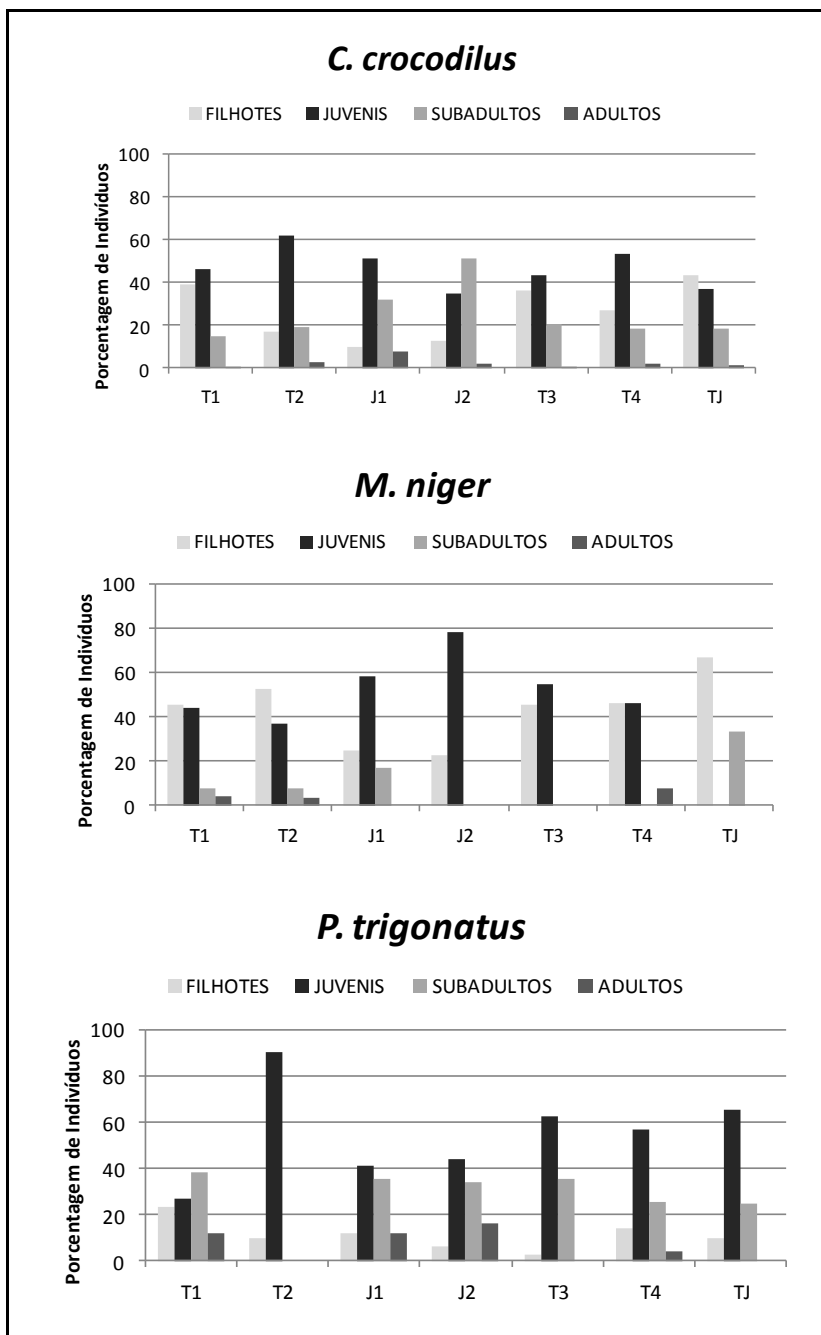 C. crocodilus
FILHOTES JUVENIS SUBADULTOS ADULTOS
Porcentagem de Indivíduos
100
80
60
40
20
0
T1 T2 J1 J2 T3 T4 TJ
M. niger
FILHOTES JUVENIS SUBADULTOS ADULTOS
Porcentagem de Indivíduos
100
80
60
40
20
0
T1 T2 J1 J2 T3 T4 TJ
P. trigonatus
FILHOTES JUVENIS SUBADULTOS ADULTOS
Porcentagem de Indivíduos
100
80
60
40
20
0
T1 T2 J1 J2 T3 T4 TJ